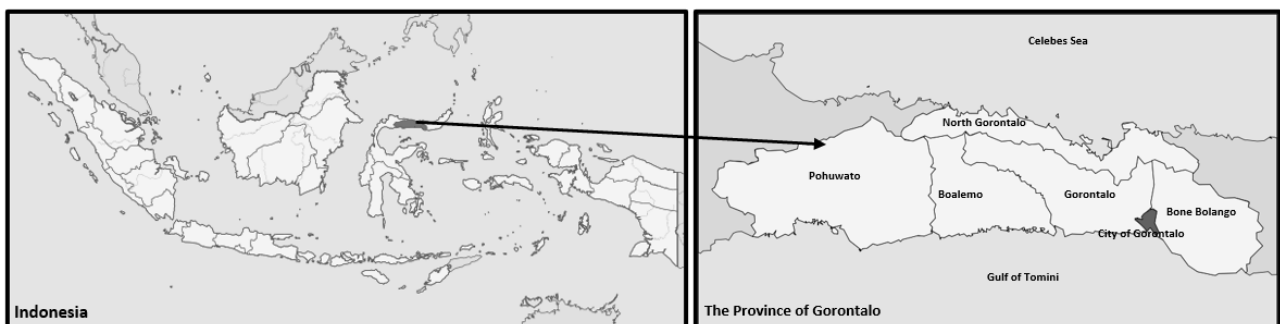 Indonesia
Celebes Sea
North Gorontalo
Pohuwato
Boalemo
Gorontalo
Bone Bolango
City of Gorontalo
Gulf of Tomini
The Province of Gorontalo